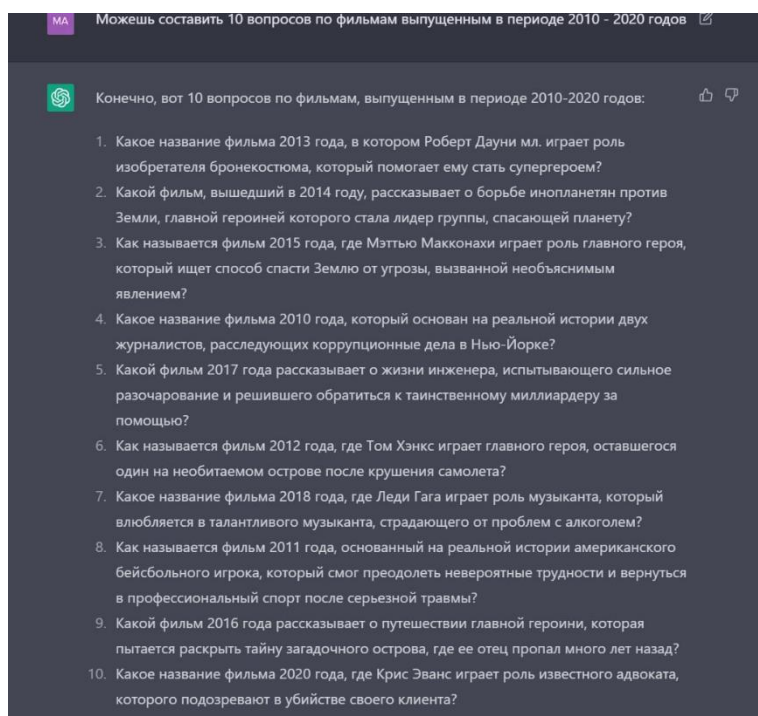 MA
Можешь составить 10 вопросов по фильмам выпущенным в периоде 2010 - 2020 годов
Конечно, вот 10 вопросов по фильмам, выпущенным в периоде 2010-2020 годов:
1. Какое название фильма 2013 года, в котором Роберт Дауни мл. играет роль
изобретателя бронекостюма, который помогает ему стать супергероем?
2. Какой фильм, вышедший в 2014 году, рассказывает о борьбе инопланетян против
Земли, главной героиней которого стала лидер группы, спасающей планету?
3. Как называется фильм 2015 года, где Мэттью Макконахи играет роль главного героя,
который ищет способ спасти Землю от угрозы, вызванной необъяснимым
явлением?
4. Какое название фильма 2010 года, который основан на реальной истории двух
журналистов, расследующих коррупционные дела в Нью-Йорке?
5. Какой фильм 2017 года рассказывает о жизни инженера, испытывающего сильное
разочарование и решившего обратиться к таинственному миллиардеру за
помощью?
6. Как называется фильм 2012 года, где Том Хэнкс играет главного героя, оставшегося
один на необитаемом острове после крушения самолета?
7. Какое название фильма 2018 года, где Леди Гага играет роль музыканта, который
влюбляется в талантливого музыканта, страдающего от проблем с алкоголем?
8. Как называется фильм 2011 года, основанный на реальной истории американского
бейсбольного игрока, который смог преодолеть невероятные трудности и вернуться
в профессиональный спорт после серьезной травмы?
9. Какой фильм 2016 года рассказывает о путешествии главной героини, которая
пытается раскрыть тайну загадочного острова, где ее отец пропал много лет назад?
10. Какое название фильма 2020 года, где Крис Эванс играет роль известного адвоката,
которого подозревают в убийстве своего клиента?